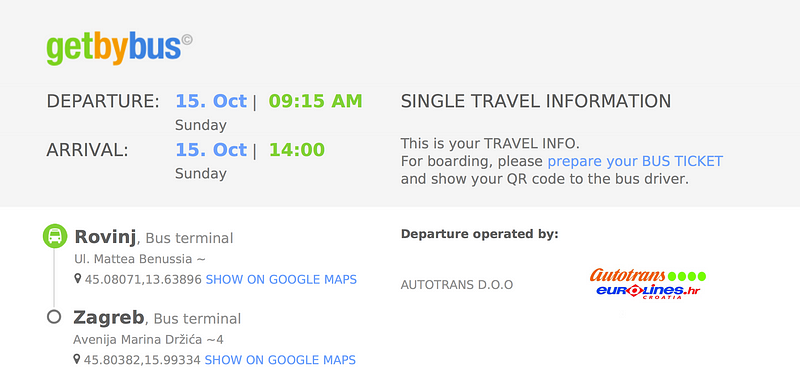 getbybus©
DEPARTURE: 15. Oct | 09:15 AM
Sunday
ARRIVAL: 15. Oct | 14:00
Sunday
SINGLE TRAVEL INFORMATION
This is your TRAVEL INFO.
For boarding, please prepare your BUS TICKET
and show your QR code to the bus driver.
Rovinj, Bus terminal
Ul. Mattea Benussia ~
45.08071,13.63896 SHOW ON GOOGLE MAPS
Zagreb, Bus terminal
Avenija Marina Držića ~4
45.80382,15.99334 SHOW ON GOOGLE MAPS
Departure operated by:
AUTOTRANS D.O.O
Autotrans
EUROLINES.hr
CROATIA